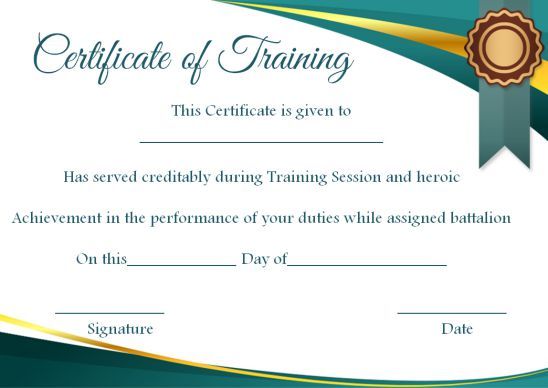 Certificate of Training
This Certificate is given to
___________________________
Has served creditably during Training Session and heroic
Achievement in the performance of your duties while assigned battalion
On this____________ Day of__________________
____________ ____________
Signature Date